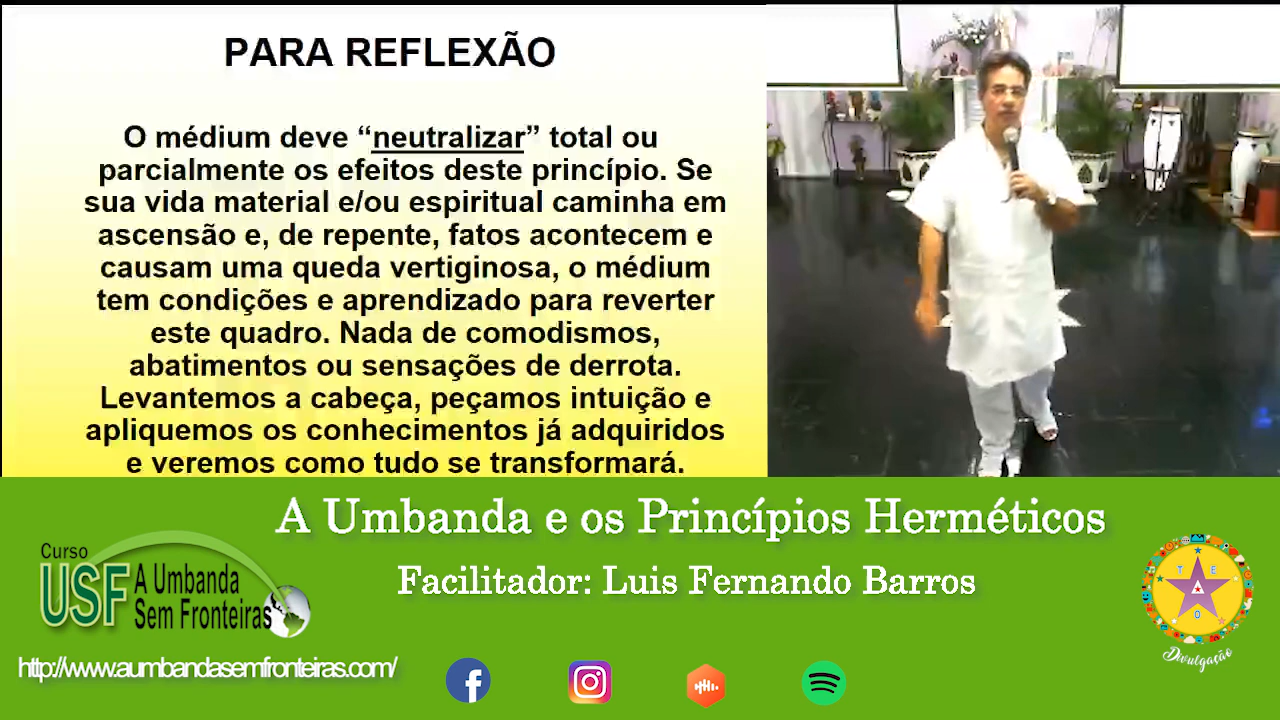 PARA REFLEXÃO
O médium deve “neutralizar” total ou
parcialmente os efeitos deste princípio. Se
sua vida material e/ou espiritual caminha em
ascensão e, de repente, fatos acontecem e
causam uma queda vertiginosa, o médium
tem condições e aprendizado para reverter
este quadro. Nada de comodismos,
abatimentos ou sensações de derrota.
Levantemos a cabeça, peçamos intuição e
apliquemos os conhecimentos já adquiridos
e veremos como tudo se transformará.
A Umbanda e os Princípios Herméticos
Facilitador: Luis Fernando Barros
Curso
USF A Umbanda
Sem Fronteiras
http://www.aumbandasemfronteiras.com/
T E
O
Divulgação